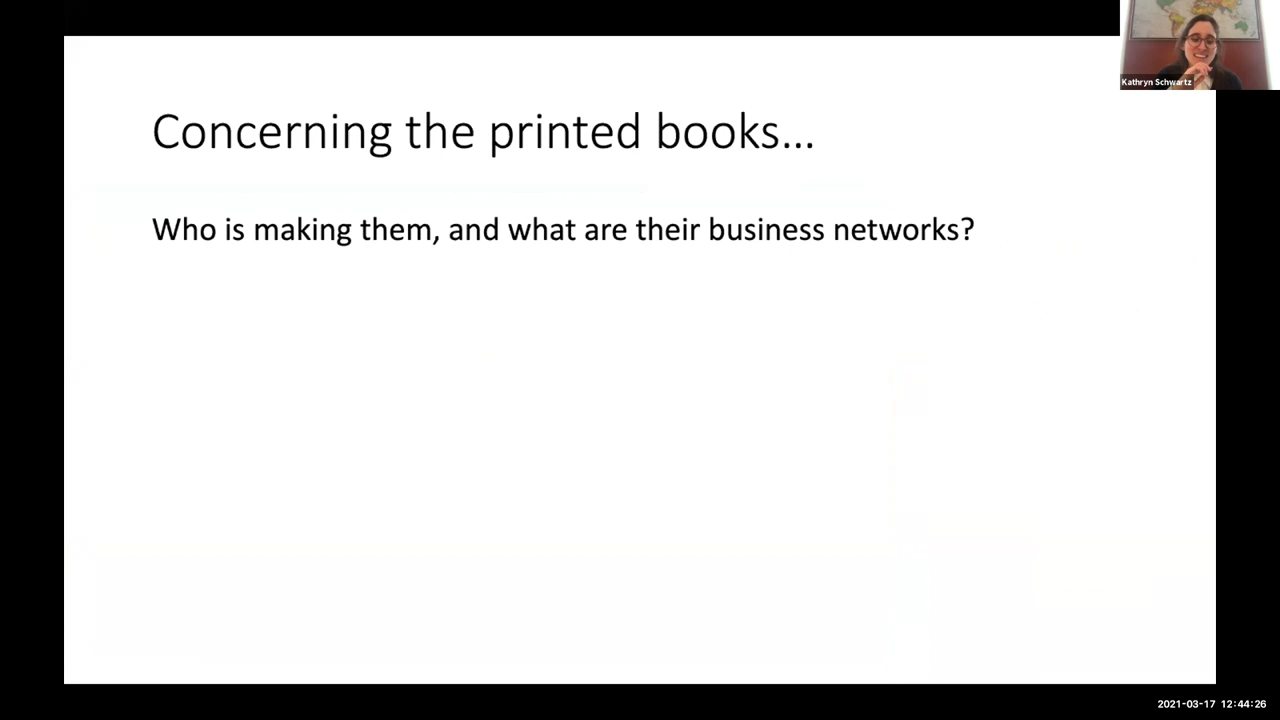 Kathryn Schwartz
Concerning the printed books...
Who is making them, and what are their business networks?
2021-03-17 12:44:26